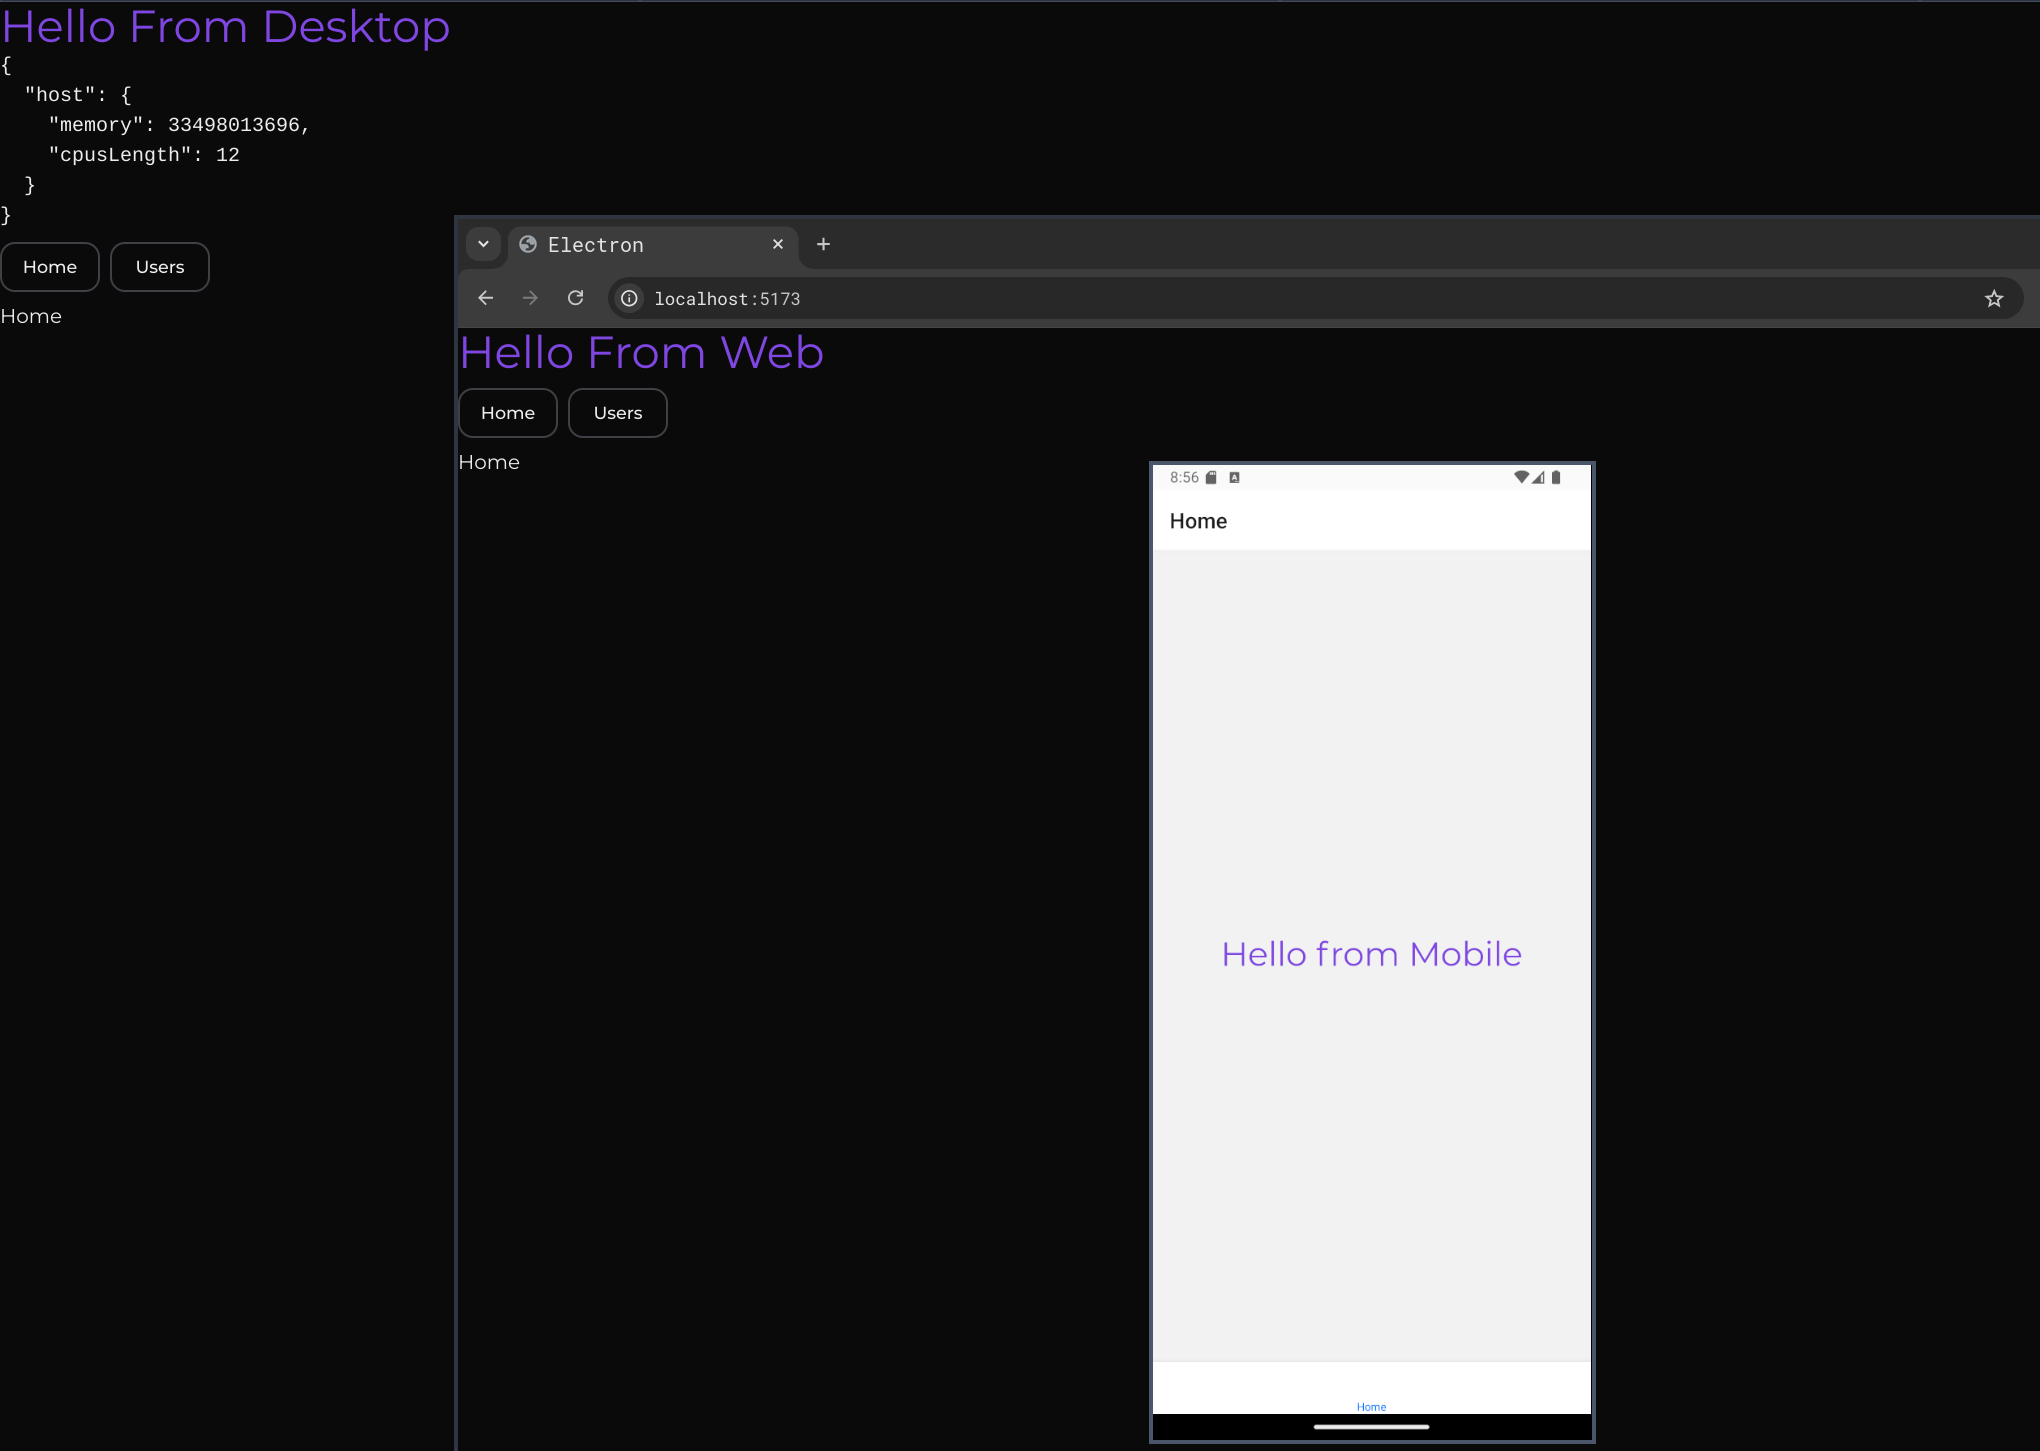 Hello From Desktop
{
  "host": {
    "memory": 33498013696,
    "cpusLength": 12
  }
}
Home Users
Home
Electron
localhost:5173
Hello From Web
Home Users
Home
8:56
Home
Hello from Mobile
Home